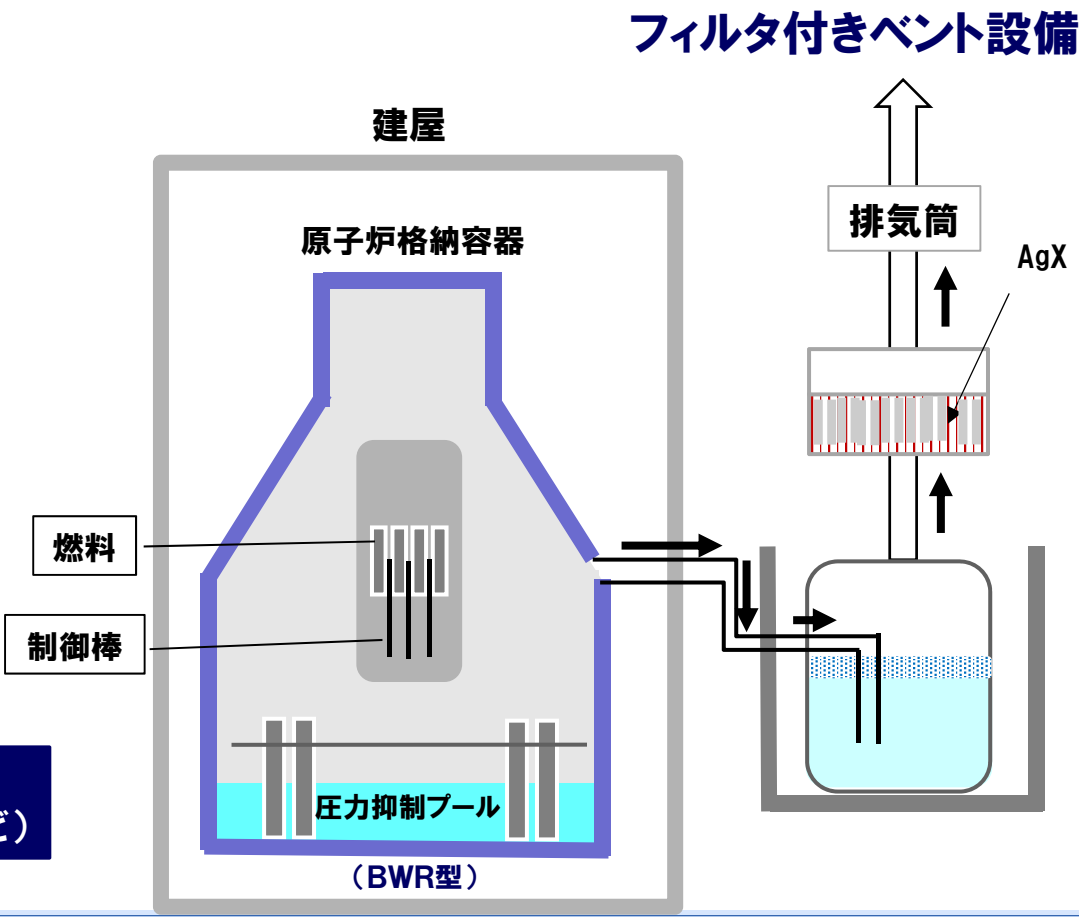 フィルタ付きベント設備
建屋
排気筒
原子炉格納容器
AgX
燃料
制御棒
圧力抑制プール
ど）
（BWR型）